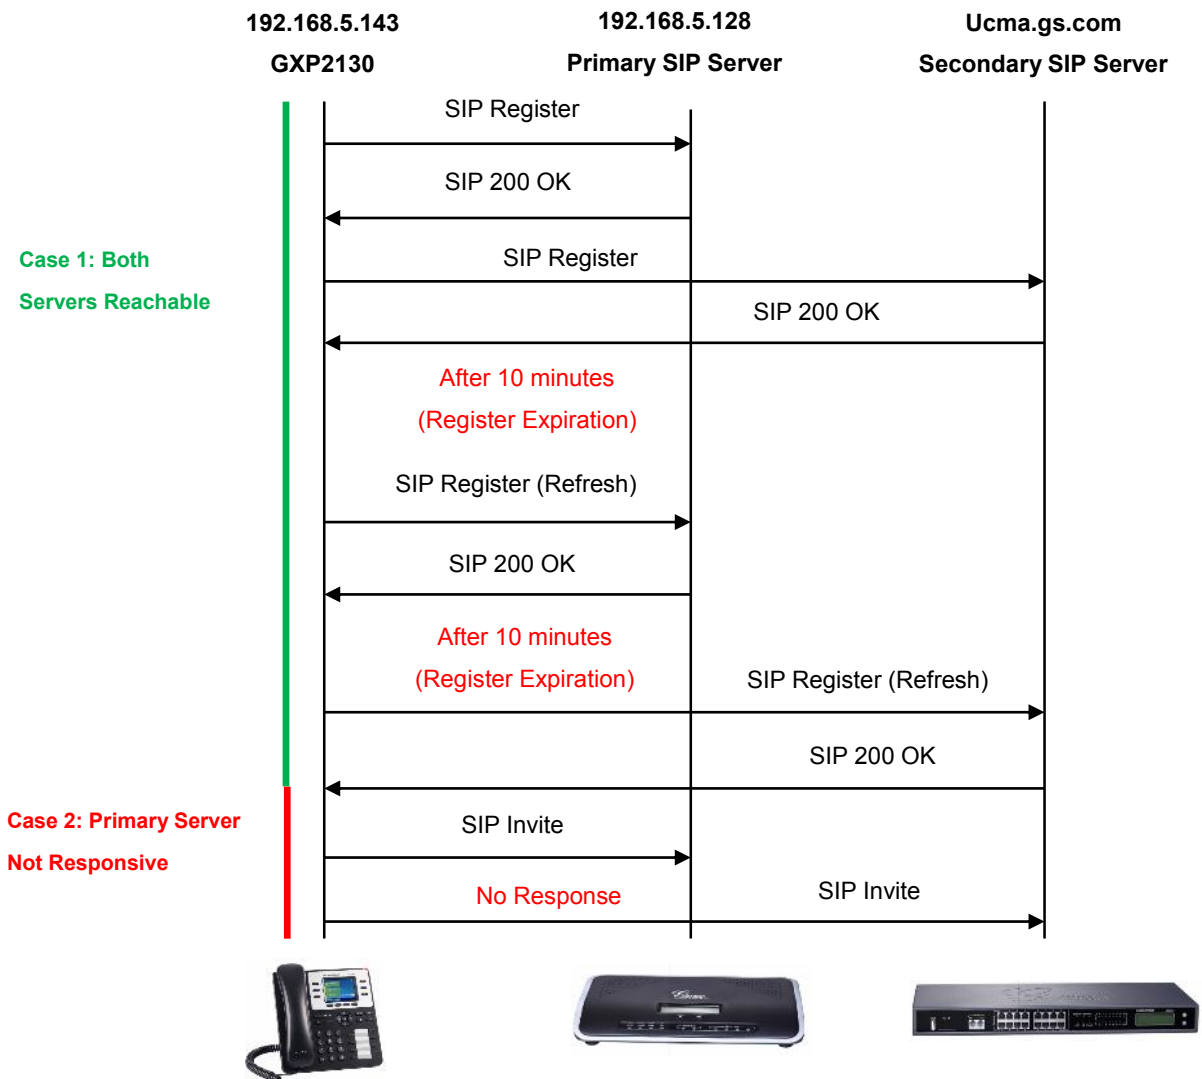 192.168.5.143
GXP2130
192.168.5.128
Primary SIP Server
Ucma.gs.com
Secondary SIP Server
SIP Register
SIP 200 OK
Case 1: Both
Servers Reachable
SIP Register
SIP 200 OK
After 10 minutes
(Register Expiration)
SIP Register (Refresh)
SIP 200 OK
After 10 minutes
(Register Expiration)
SIP Register (Refresh)
SIP 200 OK
Case 2: Primary Server
Not Responsive
SIP Invite
No Response
SIP Invite